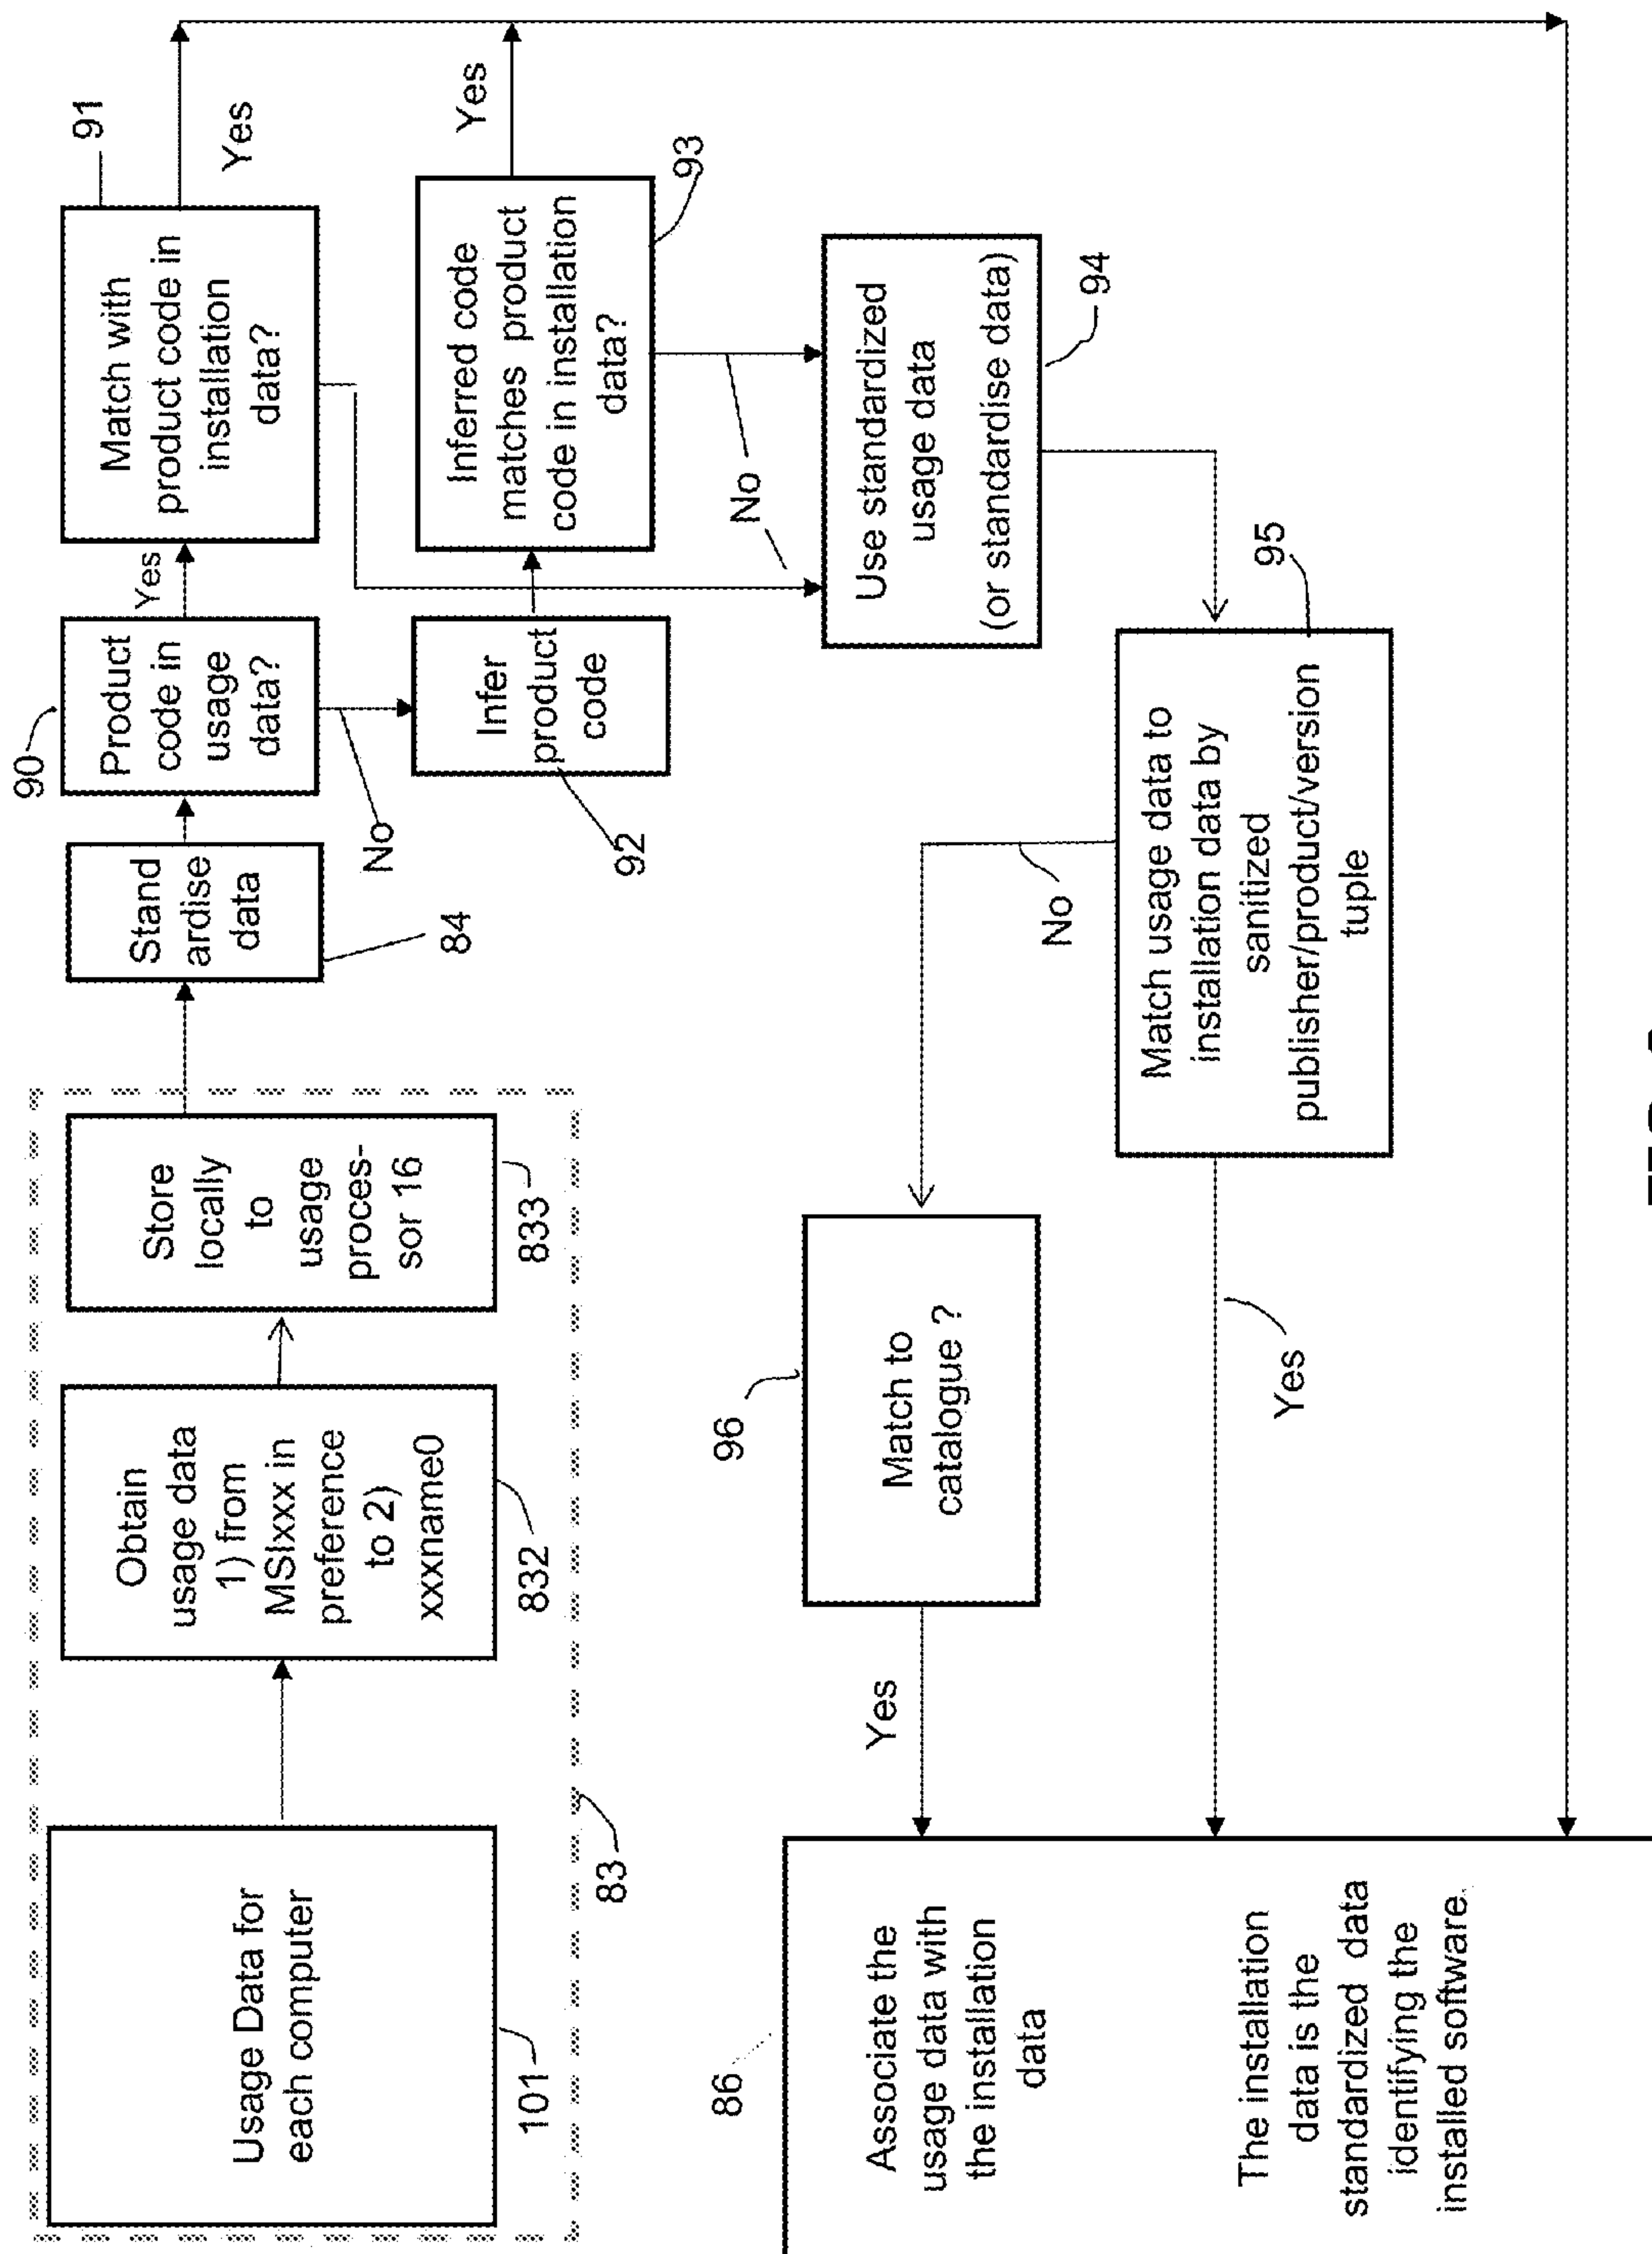 Usage Data for
each computer
101
Obtain
usage data
1) from
MSIxxx in
preference
to 2)
xxxname0
832
Store
locally
to
usage
proces-
sor 16
833
83
Stand
ardise
data
84
90
Product
code in
usage
data?
Yes
No
91
Match with
product code in
installation
data?
Yes
Infer
product
code
92
Inferred code
matches product
code in installation
data?
93
Yes
No
Use standardized
usage data
(or standardise data)
94
95
Match usage data to
installation data by
sanitized
publisher/product/version
tuple
No
Yes
96
Match to
catalogue ?
Yes
86
Associate the
usage data with
the installation
data
The installation
data is the
standardized data
identifying the
installed software.